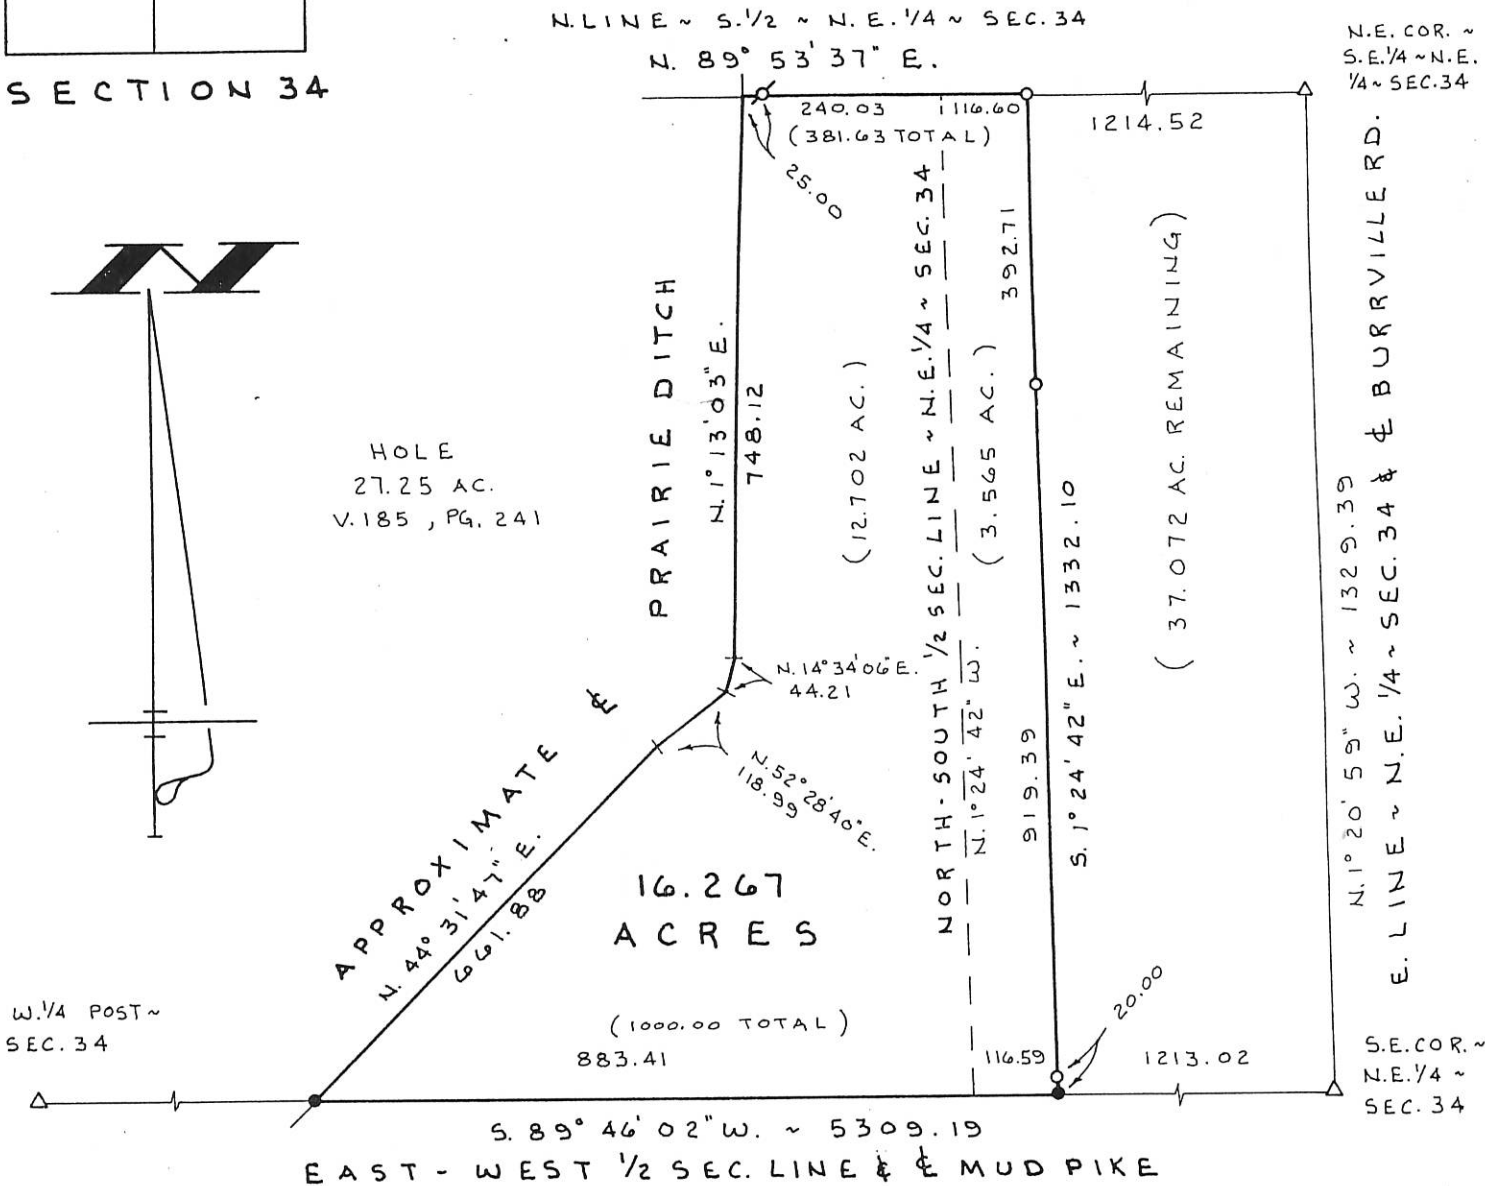 N. LINE ~ S. 1/2 ~ N. E. 1/4 ~ SEC. 34
N. 89° 53' 37" E.
N.E. COR. ~
S.E. 1/4 ~ N.E.
1/4 ~ SEC. 34
SECTION 34
240.03
116.60
(381.63 TOTAL)
1214.52
25.00
N
HOLE
27.25 AC.
V. 185 , PG. 241
PRAIRIE DITCH
N. 1° 13' 03" E.
748.12
(12.702 AC.)
NORTH - SOUTH 1/2 SEC. LINE ~ N.E. 1/4 ~ SEC. 34
N. 1° 24' 42" W.
(3.565 AC.)
392.71
919.39
S. 1° 24' 42" E. ~ 1332.10
(37.072 AC. REMAINING)
N. 1° 20' 59" W. ~ 1329.39
E. LINE ~ N.E. 1/4 ~ SEC. 34 & ℄ BURRVILLE RD.
N. 14° 34' 06" E.
44.21
N. 52° 28' 40" E.
118.99
APPROXIMATE ℄
N. 44° 31' 47" E.
661.88
16.267
ACRES
W. 1/4 POST ~
SEC. 34
(1000.00 TOTAL)
883.41
116.59
20.00
1213.02
S.E. COR. ~
N.E. 1/4 ~
SEC. 34
S. 89° 46' 02" W. ~ 5309.19
EAST - WEST 1/2 SEC. LINE & ℄ MUD PIKE